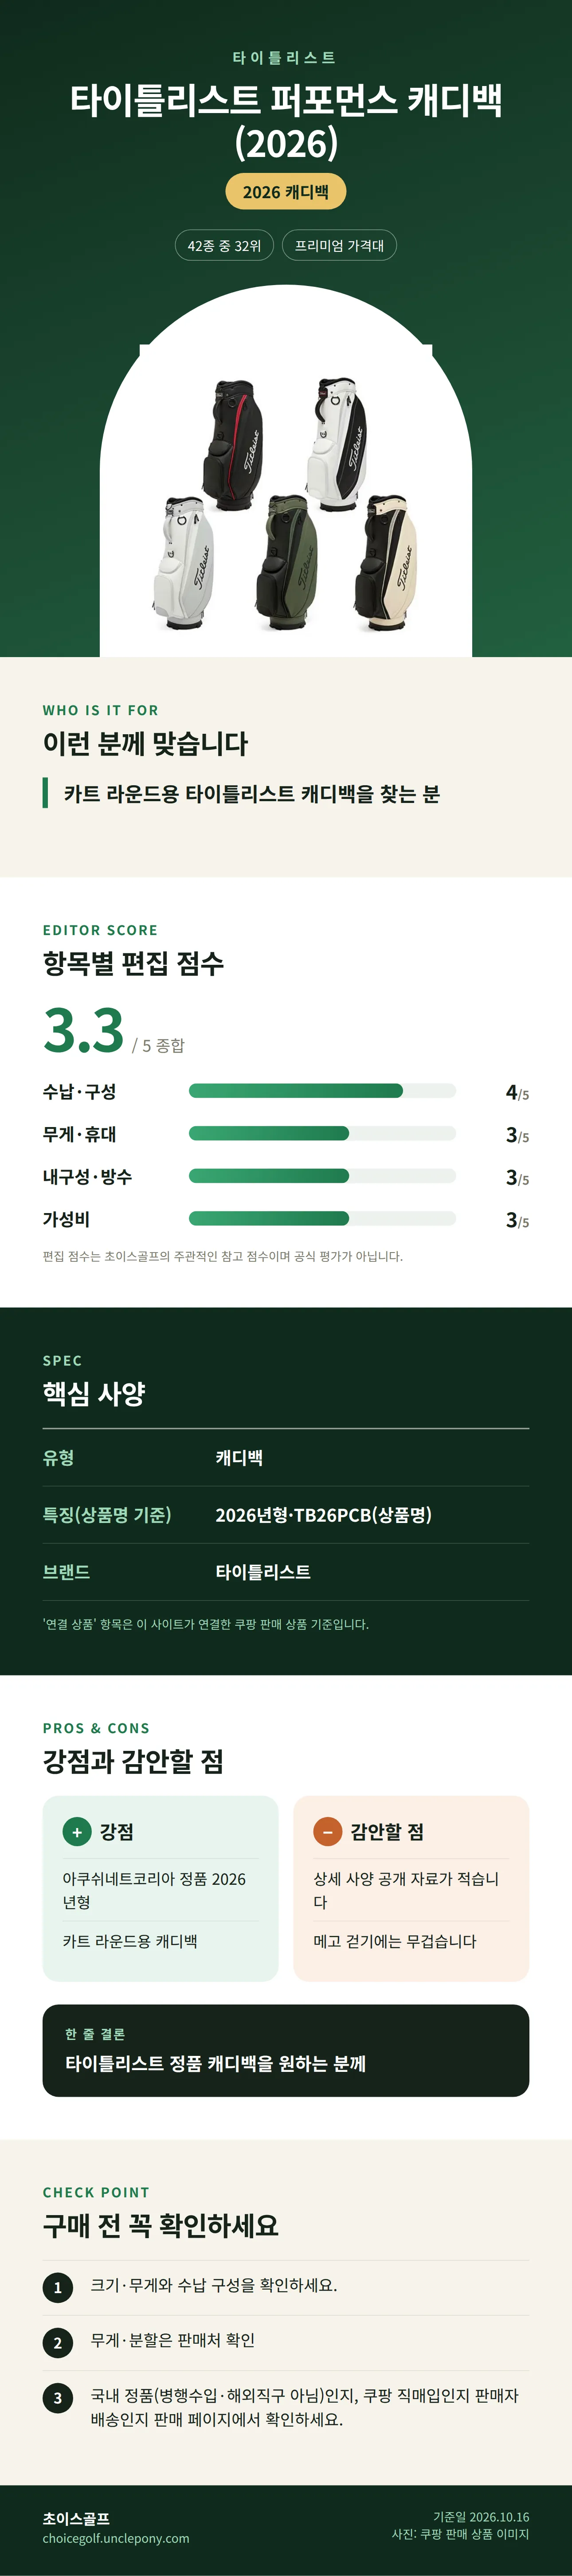 타이틀리스트
타이틀리스트 퍼포먼스 캐디백
(2026)
2026 캐디백
42종 중 32위
프리미엄 가격대
Titleist
Titleist
Titleist
Titleist
Titleist
WHO IS IT FOR
이런 분께 맞습니다
카트 라운드용 타이틀리스트 캐디백을 찾는 분
EDITOR SCORE
항목별 편집 점수
3.3 / 5 종합
수납·구성 4/5
무게·휴대 3/5
내구성·방수 3/5
가성비 3/5
편집 점수는 초이스골프의 주관적인 참고 점수이며 공식 평가가 아닙니다.
SPEC
핵심 사양
유형 캐디백
특징(상품명 기준) 2026년형·TB26PCB(상품명)
브랜드 타이틀리스트
'연결 상품' 항목은 이 사이트가 연결한 쿠팡 판매 상품 기준입니다.
PROS & CONS
강점과 감안할 점
+ 강점
아쿠쉬네트코리아 정품 2026
년형
카트 라운드용 캐디백
− 감안할 점
상세 사양 공개 자료가 적습니
다
메고 걷기에는 무겁습니다
한 줄 결론
타이틀리스트 정품 캐디백을 원하는 분께
CHECK POINT
구매 전 꼭 확인하세요
1 크기·무게와 수납 구성을 확인하세요.
2 무게·분할은 판매처 확인
3 국내 정품(병행수입·해외직구 아님)인지, 쿠팡 직매입인지 판매자
배송인지 판매 페이지에서 확인하세요.
초이스골프
choicegolf.unclepony.com
기준일 2026.10.16
사진: 쿠팡 판매 상품 이미지